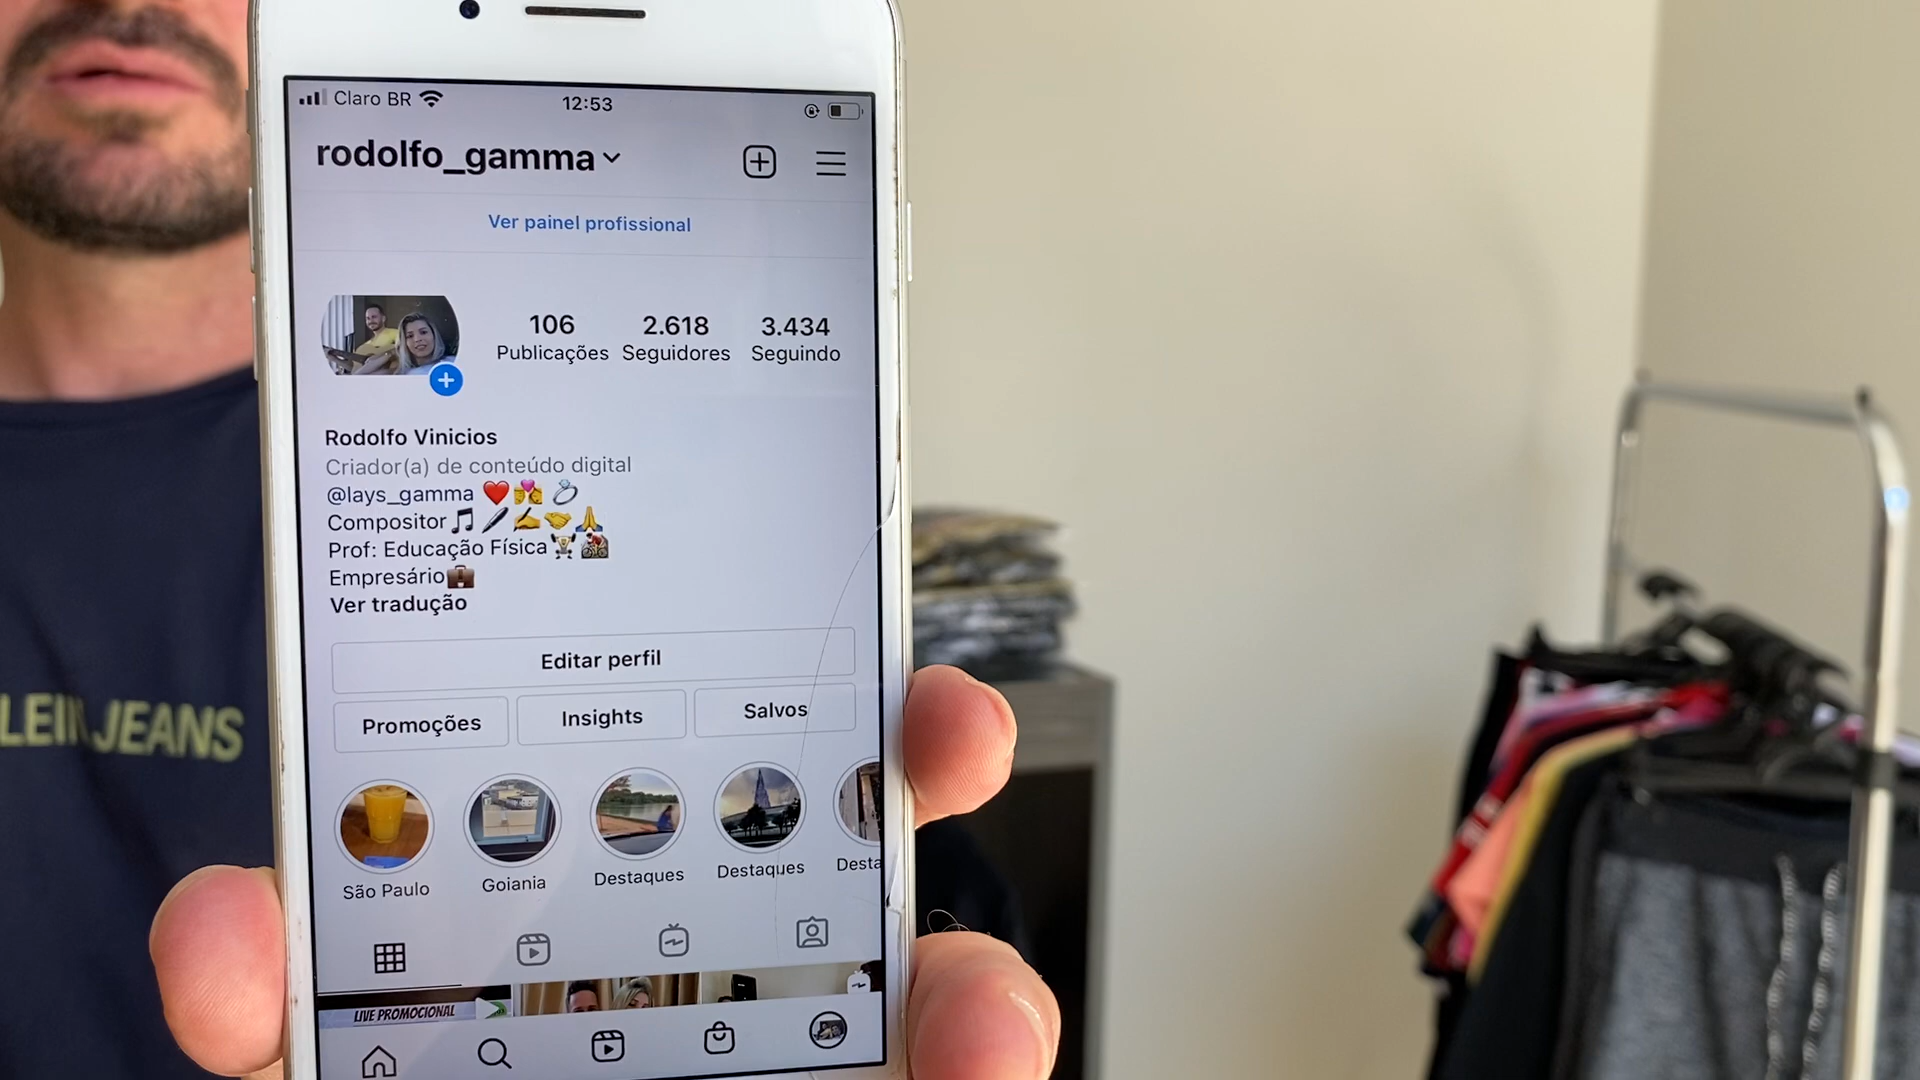 Claro BR
12:53
rodolfo_gamma
Ver painel profissional
106 2.618 3.434
Publicações Seguidores Seguindo
Rodolfo Vinicios
Criador(a) de conteúdo digital
@lays_gamma ❤️💏💍
Compositor🎵🖊✍️🤝🙏
Prof: Educação Física🏋️🚵
Empresário💼
Ver tradução
Editar perfil
Promoções Insights Salvos
São Paulo Goiania Destaques Destaques Desta
LIVE PROMOCIONAL
LEIN JEANS